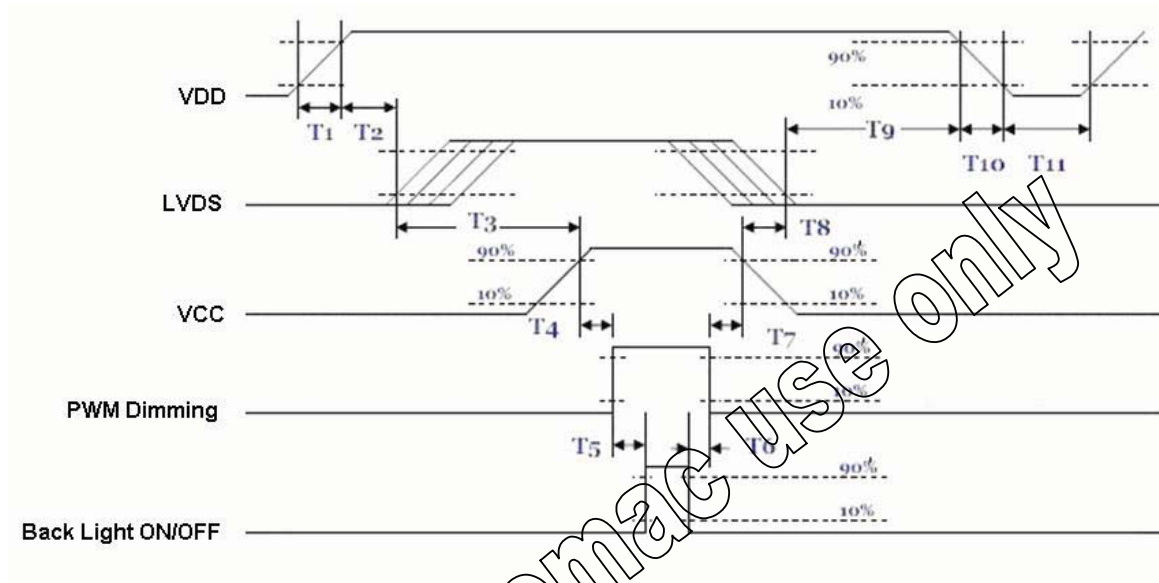 90%
VDD
10%
T1 T2 T9 T10 T11
LVDS
T3 T8
90% 90%
10% 10%
VCC
T4 T7
90%
10%
PWM Dimming
T5 T6
90%
10%
Back Light ON/OFF
omac use only